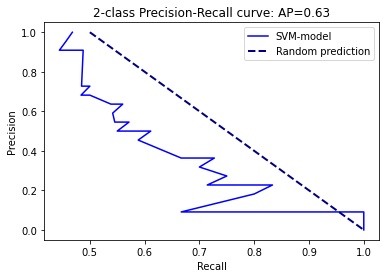 2-class Precision-Recall curve: AP=0.63
SVM-model
Random prediction
Precision
1.0
0.8
0.6
0.4
0.2
0.0
0.5 0.6 0.7 0.8 0.9 1.0
Recall